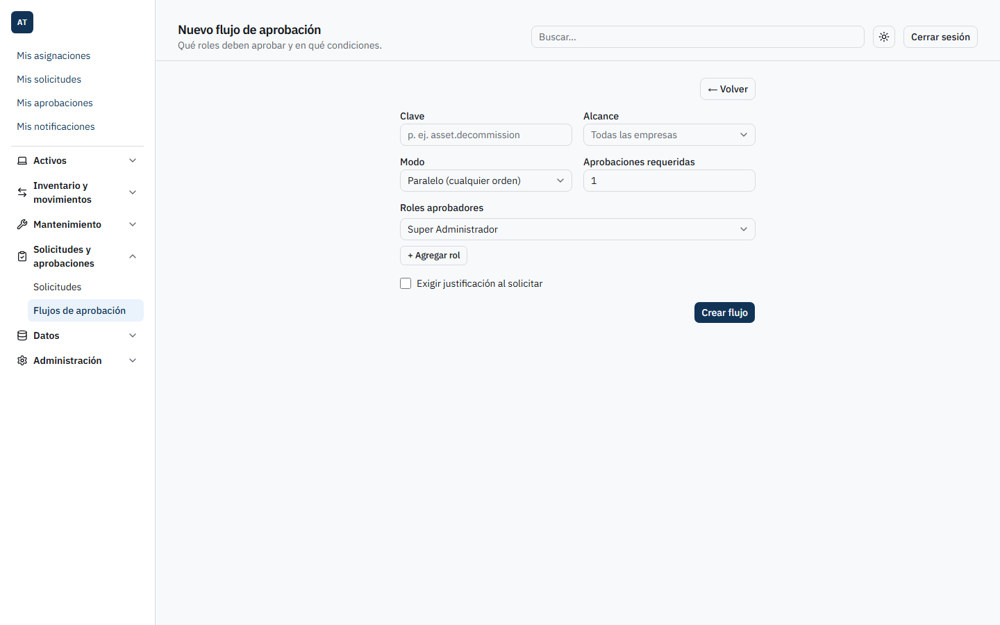 AT
Mis asignaciones
Mis solicitudes
Mis aprobaciones
Mis notificaciones
Activos
Inventario y
movimientos
Mantenimiento
Solicitudes y
aprobaciones
Solicitudes
Flujos de aprobación
Datos
Administración
Nuevo flujo de aprobación
Qué roles deben aprobar y en qué condiciones.
Buscar...
Cerrar sesión
← Volver
Clave
Alcance
p. ej. asset.decommission
Todas las empresas
Modo
Aprobaciones requeridas
Paralelo (cualquier orden)
1
Roles aprobadores
Super Administrador
+ Agregar rol
Exigir justificación al solicitar
Crear flujo